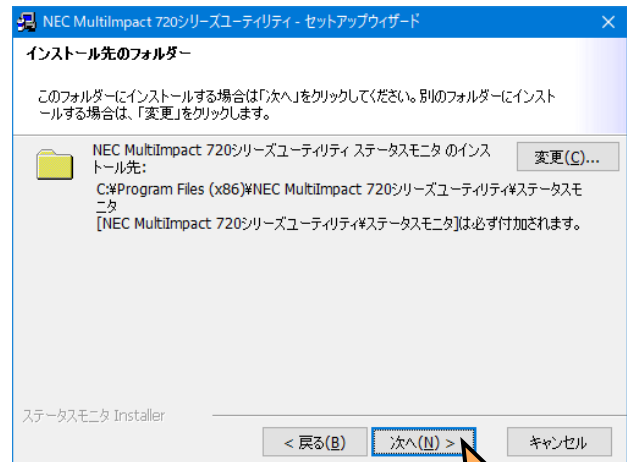 NEC MultiImpact 720シリーズユーティリティ - セットアップウィザード
インストール先のフォルダー
このフォルダーにインストールする場合は「次へ」をクリックしてください。別のフォルダーにインスト
ールする場合は、「変更」をクリックします。
NEC MultiImpact 720シリーズユーティリティ ステータスモニタ のインス
トール先:
変更(C)...
C:¥Program Files (x86)¥NEC MultiImpact 720シリーズユーティリティ¥ステータスモ
ニタ
[NEC MultiImpact 720シリーズユーティリティ¥ステータスモニタ]は必ず付加されます。
ステータスモニタ Installer
< 戻る(B)
次へ(N) >
キャンセル